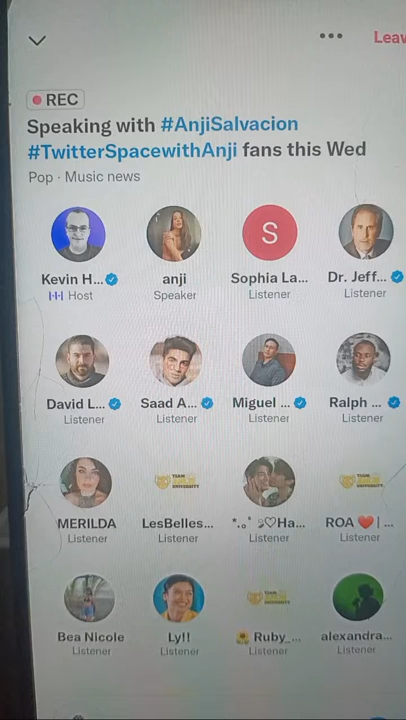 Leav
REC
Speaking with #AnjiSalvacion
#TwitterSpacewithAnji fans this Wed
Pop · Music news
S
Kevin H... anji Sophia La... Dr. Jeff...
Host Speaker Listener Listener
David L... Saad A... Miguel ... Ralph ...
Listener Listener Listener Listener
MERILDA LesBelles... *.ₒ˚ ೃ♡Ha... ROA ❤️| ...
Listener Listener Listener Listener
Bea Nicole Ly!! 🌻 Ruby_... alexandra...
Listener Listener Listener Listener